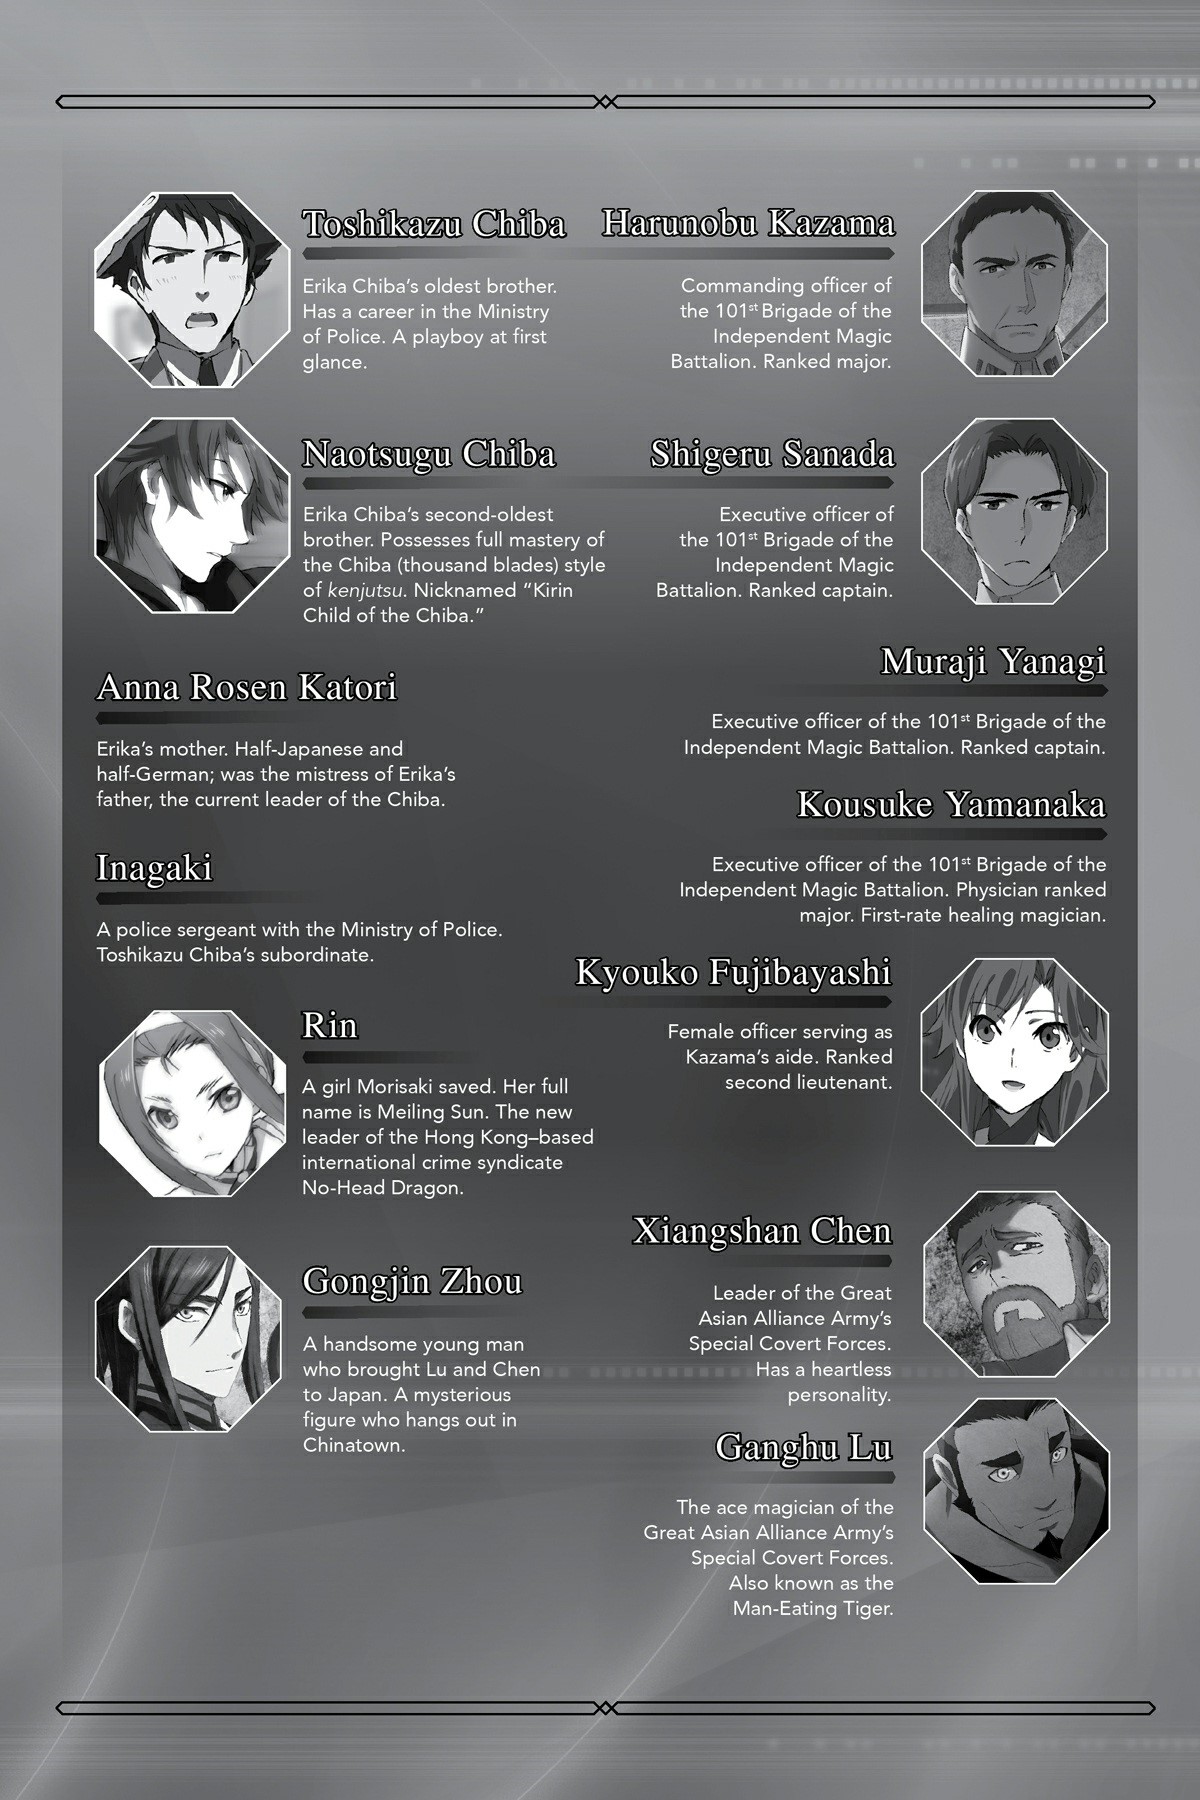 Toshikazu Chiba
Erika Chiba's oldest brother.
Has a career in the Ministry
of Police. A playboy at first
glance.
Naotsugu Chiba
Erika Chiba's second-oldest
brother. Possesses full mastery of
the Chiba (thousand blades) style
of kenjutsu. Nicknamed “Kirin
Child of the Chiba.”
Anna Rosen Katori
Erika's mother. Half-Japanese and
half-German; was the mistress of Erika's
father, the current leader of the Chiba.
Inagaki
A police sergeant with the Ministry of Police.
Toshikazu Chiba's subordinate.
Rin
A girl Morisaki saved. Her full
name is Meiling Sun. The new
leader of the Hong Kong–based
international crime syndicate
No-Head Dragon.
Gongjin Zhou
A handsome young man
who brought Lu and Chen
to Japan. A mysterious
figure who hangs out in
Chinatown.
Harunobu Kazama
Commanding officer of
the 101st Brigade of the
Independent Magic
Battalion. Ranked major.
Shigeru Sanada
Executive officer of
the 101st Brigade of the
Independent Magic
Battalion. Ranked captain.
Muraji Yanagi
Executive officer of the 101st Brigade of the
Independent Magic Battalion. Ranked captain.
Kousuke Yamanaka
Executive officer of the 101st Brigade of the
Independent Magic Battalion. Physician ranked
major. First-rate healing magician.
Kyouko Fujibayashi
Female officer serving as
Kazama's aide. Ranked
second lieutenant.
Xiangshan Chen
Leader of the Great
Asian Alliance Army's
Special Covert Forces.
Has a heartless
personality.
Ganghu Lu
The ace magician of the
Great Asian Alliance Army's
Special Covert Forces.
Also known as the
Man-Eating Tiger.